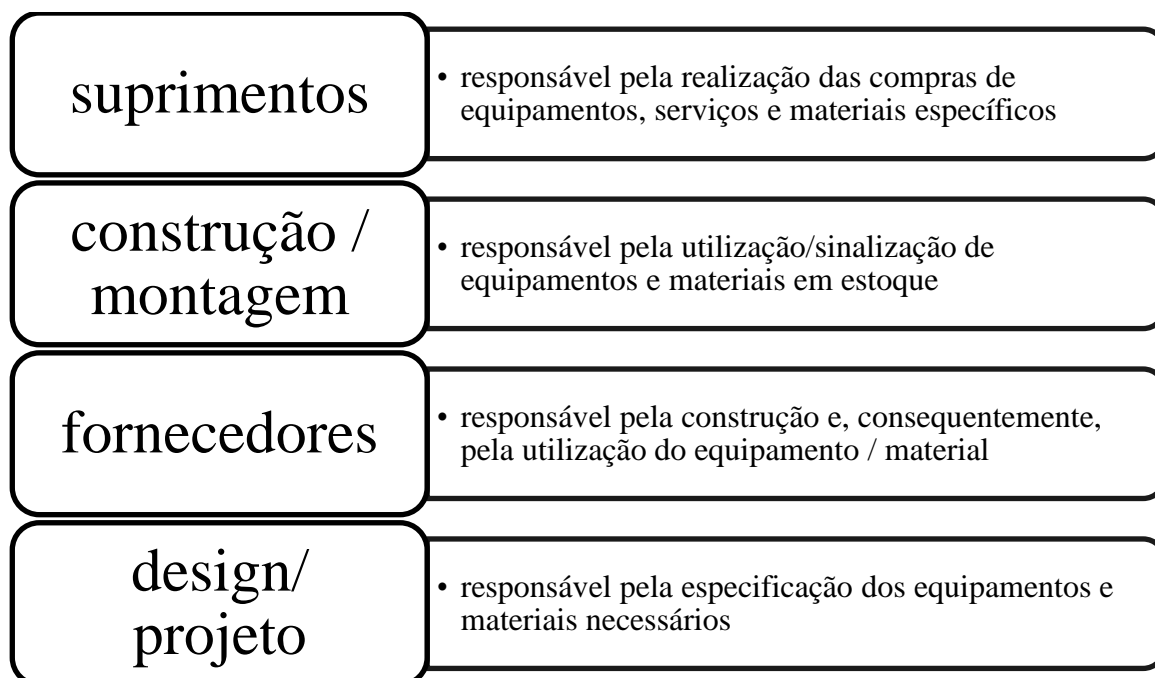 suprimentos
• responsável pela realização das compras de
equipamentos, serviços e materiais específicos
construção /
montagem
• responsável pela utilização/sinalização de
equipamentos e materiais em estoque
fornecedores
• responsável pela construção e, consequentemente,
pela utilização do equipamento / material
design/
projeto
• responsável pela especificação dos equipamentos e
materiais necessários